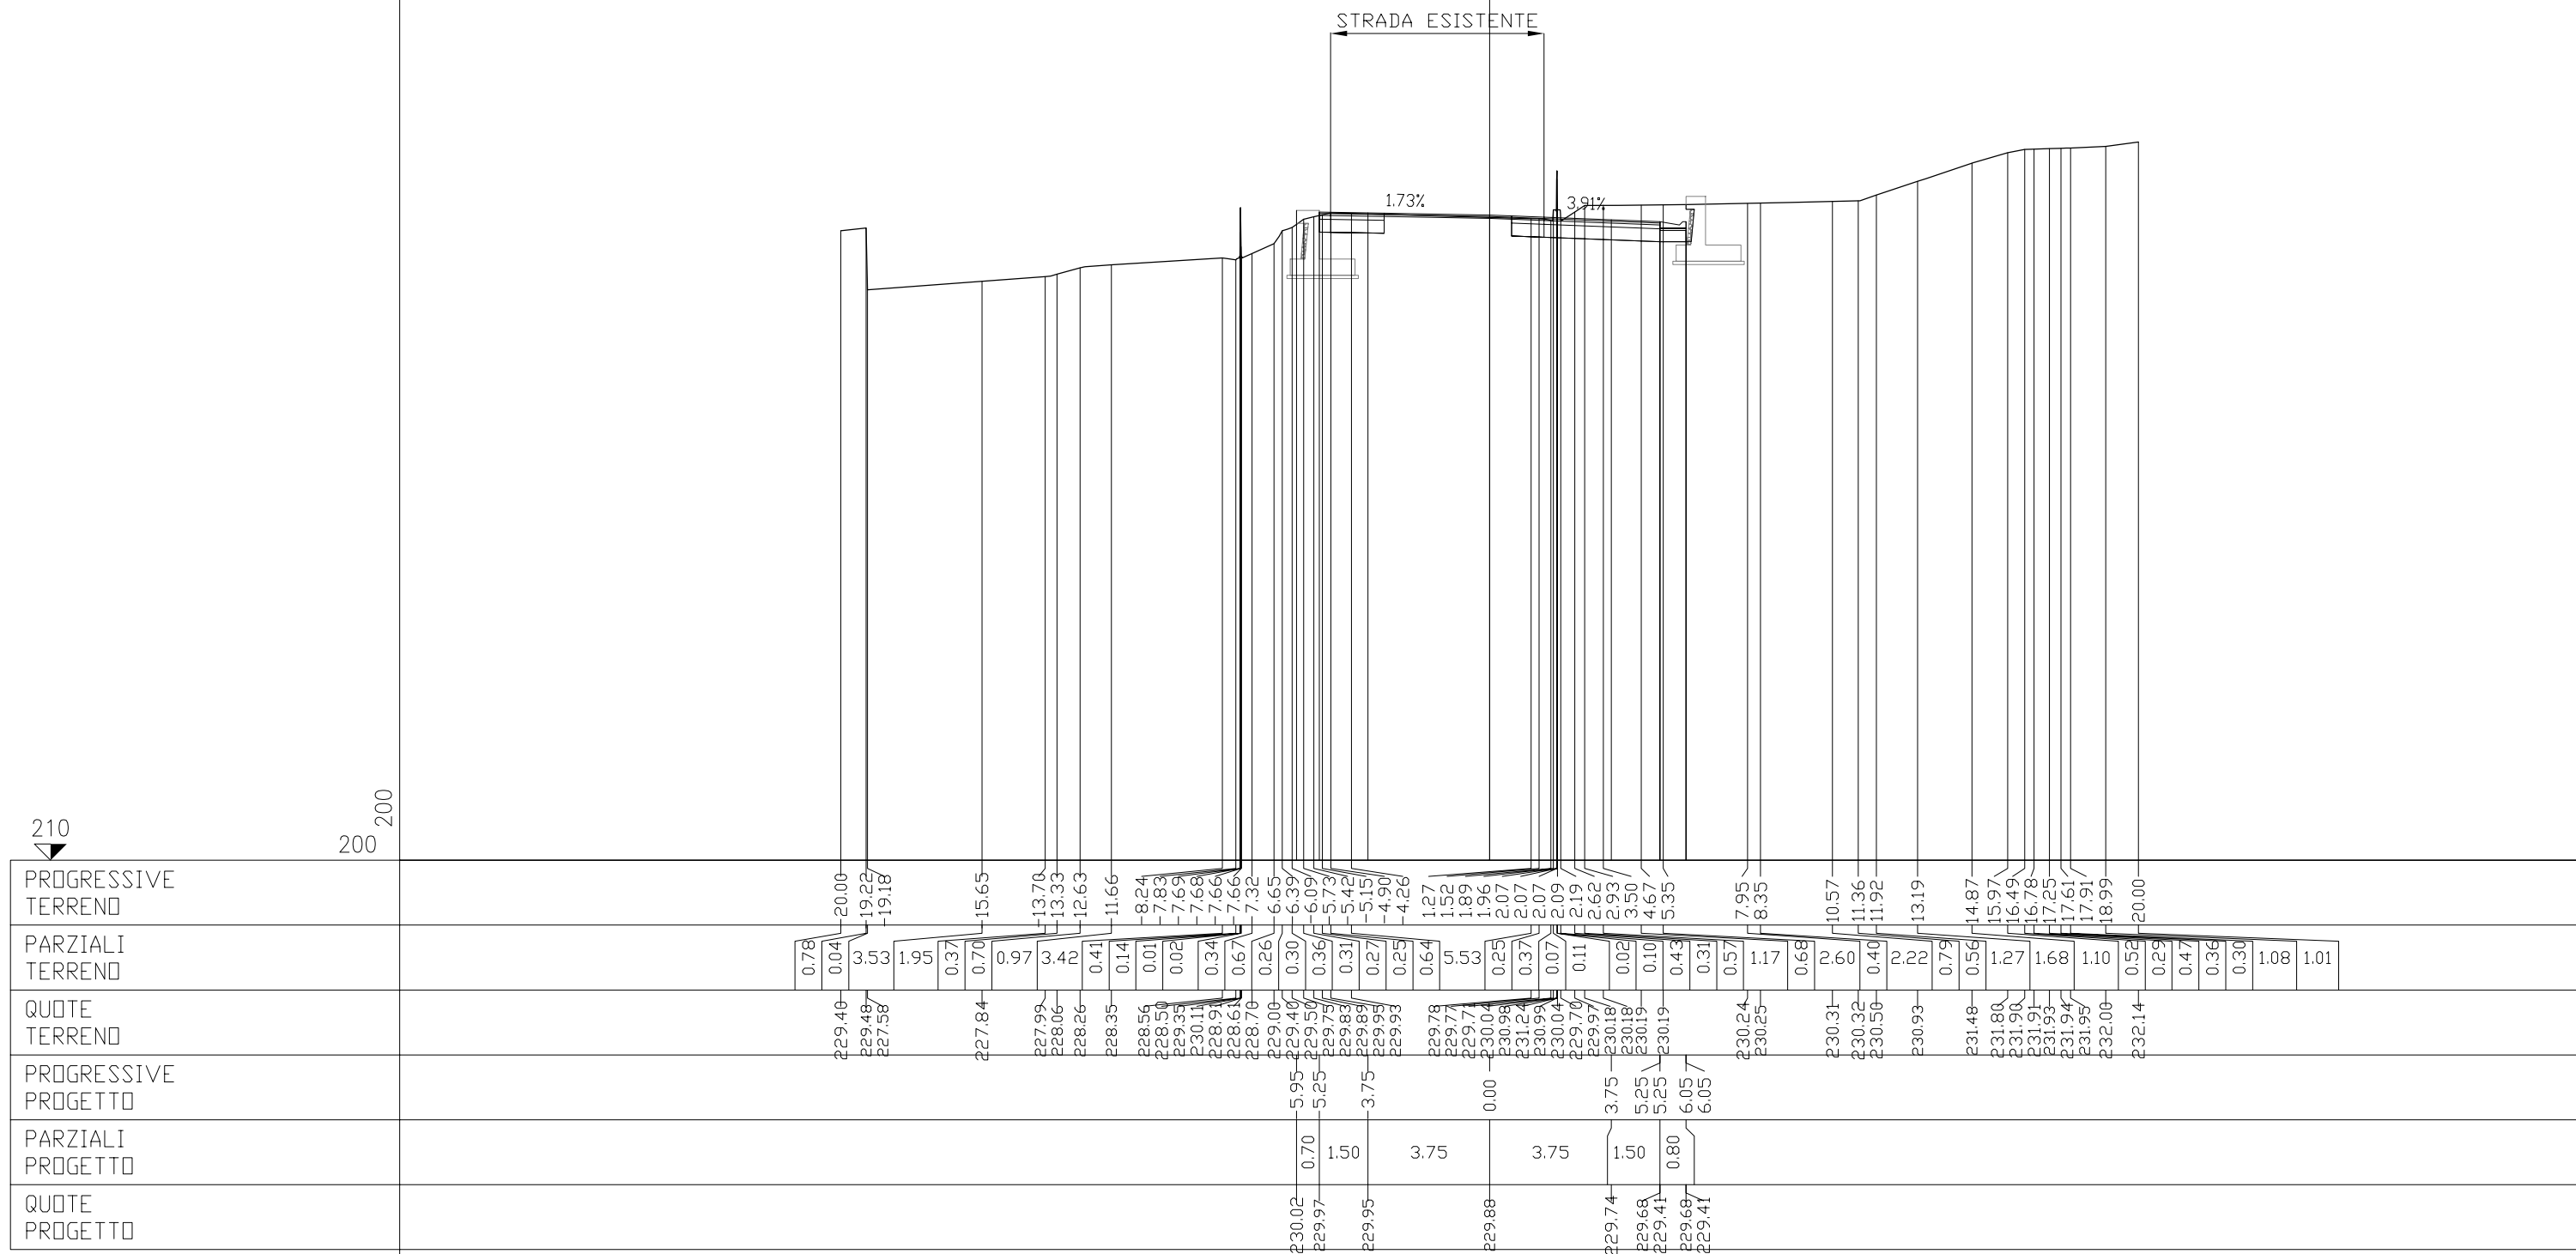 STRADA ESISTENTE
1.73%
3.91%
200
210
200
PROGRESSIVE
TERRENO
-20.00 -19.22 -19.18 -15.65 -13.70 -13.33 -12.63 -11.66 -8.24 -7.83 -7.69 -7.68 -7.66 -7.66 -7.32 -6.65 -6.39 -6.09 -5.73 -5.42 -5.15 -4.90 -4.26 1.27 1.52 1.89 1.96 2.07 2.07 2.07 2.09 2.19 2.62 2.93 3.50 4.67 5.35 7.95 8.35 10.57 11.36 11.92 13.19 14.87 15.97 16.49 16.78 17.25 17.61 17.91 18.99 20.00
PARZIALI
TERRENO
0.78 0.04 3.53 1.95 0.37 0.70 0.97 3.42 0.41 0.14 0.01 0.02 0.34 0.67 0.26 0.30 0.36 0.31 0.27 0.25 0.64 5.53 0.25 0.37 0.07 0.11 0.02 0.10 0.43 0.31 0.57 1.17 0.68 2.60 0.40 2.22 0.79 0.56 1.27 1.68 1.10 0.52 0.29 0.47 0.36 0.30 1.08 1.01
QUOTE
TERRENO
229.40 229.48 227.58 227.84 227.99 228.06 228.26 228.35 228.56 228.50 229.35 230.11 228.91 228.61 228.70 229.00 229.40 229.50 229.75 229.83 229.89 229.95 229.93 229.78 229.77 229.71 230.04 230.98 231.24 230.99 230.04 229.70 229.97 230.18 230.18 230.19 230.19 230.24 230.25 230.31 230.32 230.50 230.93 231.48 231.80 231.90 231.91 231.93 231.94 231.95 232.00 232.14
PROGRESSIVE
PROGETTO
5.95 5.25 3.75 0.00 3.75 5.25 5.25 6.05 6.05
PARZIALI
PROGETTO
0.70 1.50 3.75 3.75 1.50 0.80
QUOTE
PROGETTO
230.02 229.97 229.95 229.88 229.74 229.68 229.41 229.68 229.41